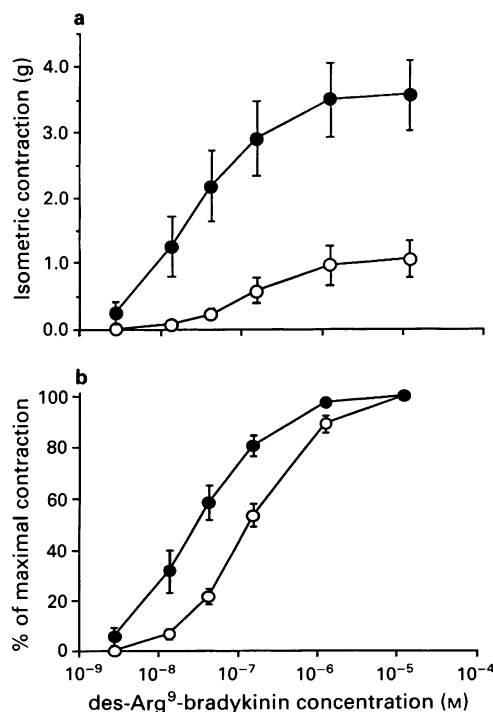 a
Isometric contraction (g)
4.0
3.0
2.0
1.0
0.0
b
% of maximal contraction
100
80
60
40
20
0
10⁻⁹ 10⁻⁸ 10⁻⁷ 10⁻⁶ 10⁻⁵ 10⁻⁴
des-Arg⁹-bradykinin concentration (M)